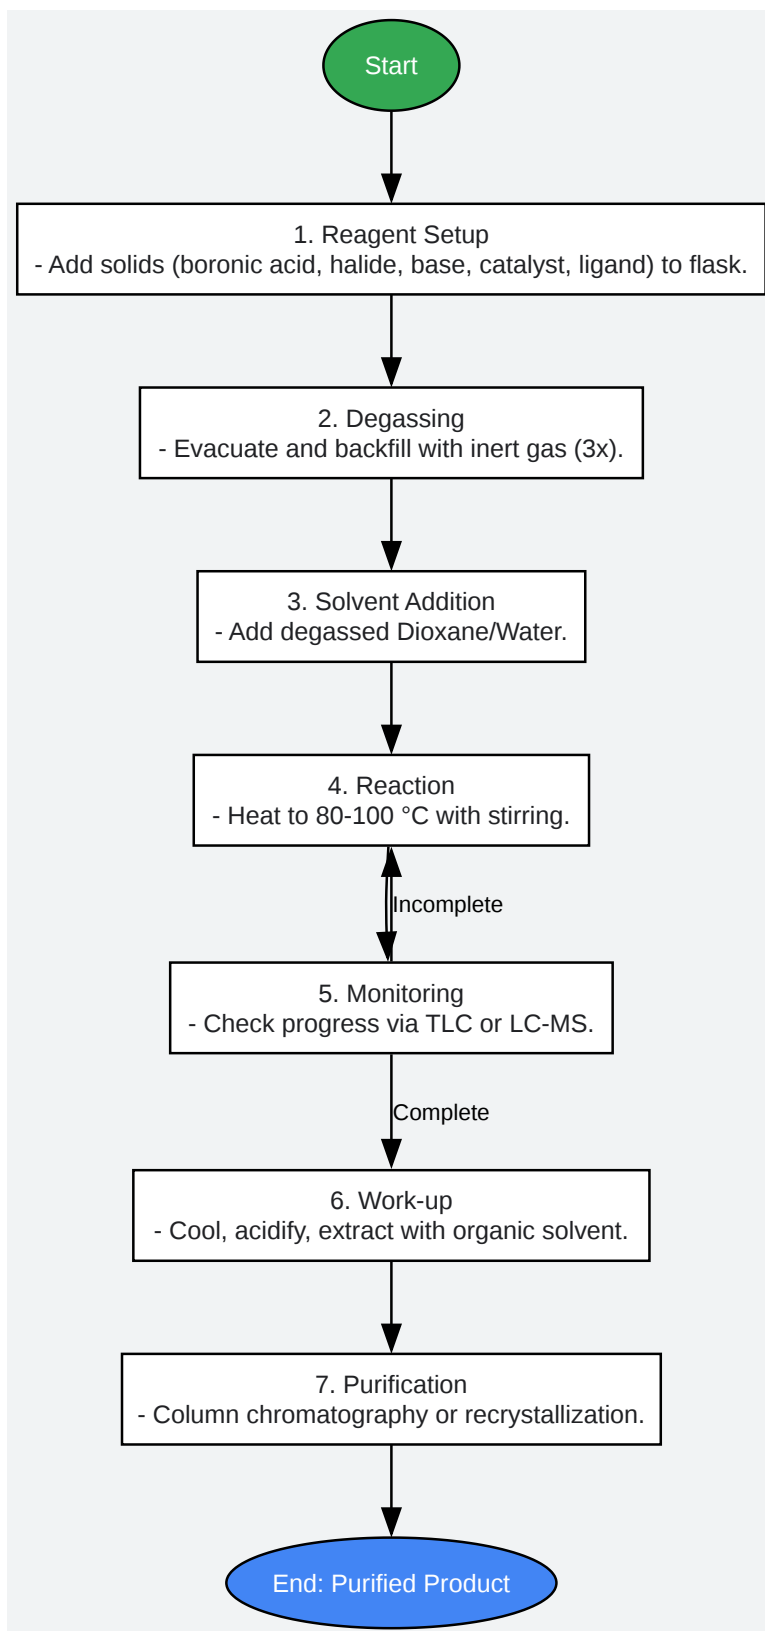 Start
1. Reagent Setup
- Add solids (boronic acid, halide, base, catalyst, ligand) to flask.
2. Degassing
- Evacuate and backfill with inert gas (3x).
3. Solvent Addition
- Add degassed Dioxane/Water.
4. Reaction
- Heat to 80-100 °C with stirring.
Incomplete
5. Monitoring
- Check progress via TLC or LC-MS.
Complete
6. Work-up
- Cool, acidify, extract with organic solvent.
7. Purification
- Column chromatography or recrystallization.
End: Purified Product